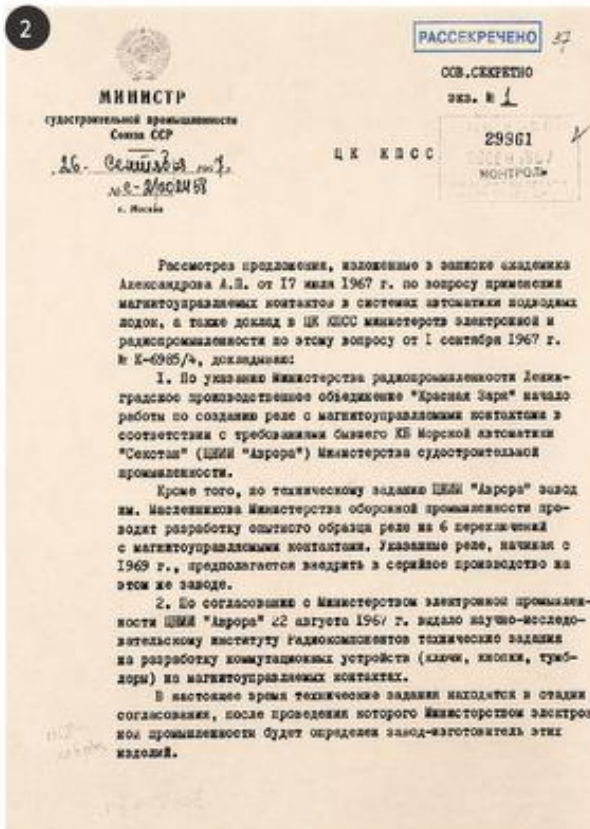 2
РАССЕКРЕЧЕНО 37
СОВ.СЕКРЕТНО
экз. № 1
МИНИСТР
судостроительной промышленности
Союза ССР
26. Сентября 1967.
№ С-2/
г. Москва
ЦК КПСС
29961
КОНТРОЛЬ
Рассмотрев предложения, изложенные в записке академика
Александрова А.П. от 17 июля 1967 г. по вопросу применения
магнитоуправляемых контактов в системах автоматики подводных
лодок, а также доклад в ЦК КПСС министерств электронной и
радиопромышленности по этому вопросу от I сентября 1967 г.
№ К-6985/4, докладываю:
I. По указанию Министерства радиопромышленности Ленин-
градское производственное объединение "Красная Заря" начало
работы по созданию реле с магнитоуправляемыми контактами в
соответствии с требованиями бывшего КБ Морской автоматики
"Секстан" (ЦНИИ "Аврора") Министерства судостроительной
промышленности.
Кроме того, по техническому заданию ЦНИИ "Аврора" завод
им. Масленникова Министерства оборонной промышленности про-
водит разработку опытного образца реле на 6 переключений
с магнитоуправляемыми контактами. Указанные реле, начиная с
1969 г., предполагается внедрить в серийное производство на
этом же заводе.
2. По согласованию с Министерством электронной промышлен-
ности ЦНИИ "Аврора" 22 августа 1967 г. выдало научно-исследо-
вательскому институту Радиокомпонентов технические задания
на разработку коммутационных устройств (ключи, кнопки, тумб-
леры) на магнитоуправляемых контактах.
В настоящее время технические задания находятся в стадии
согласования, после проведения которого Министерством электрон
ной промышленности будет определен завод-изготовитель этих
изделий.